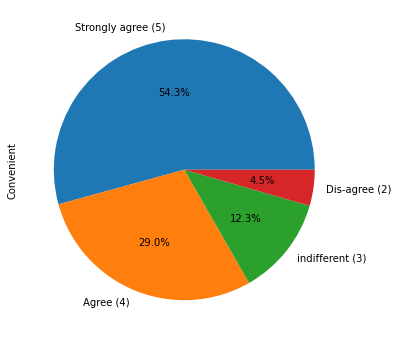 Strongly agree (5)
54.3%
Convenient
4.5%
Dis-agree (2)
12.3%
29.0%
indifferent (3)
Agree (4)